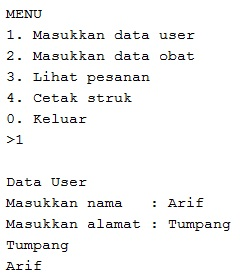 MENU
1. Masukkan data user
2. Masukkan data obat
3. Lihat pesanan
4. Cetak struk
0. Keluar
>1
Data User
Masukkan nama   : Arif
Masukkan alamat : Tumpang
Tumpang
Arif